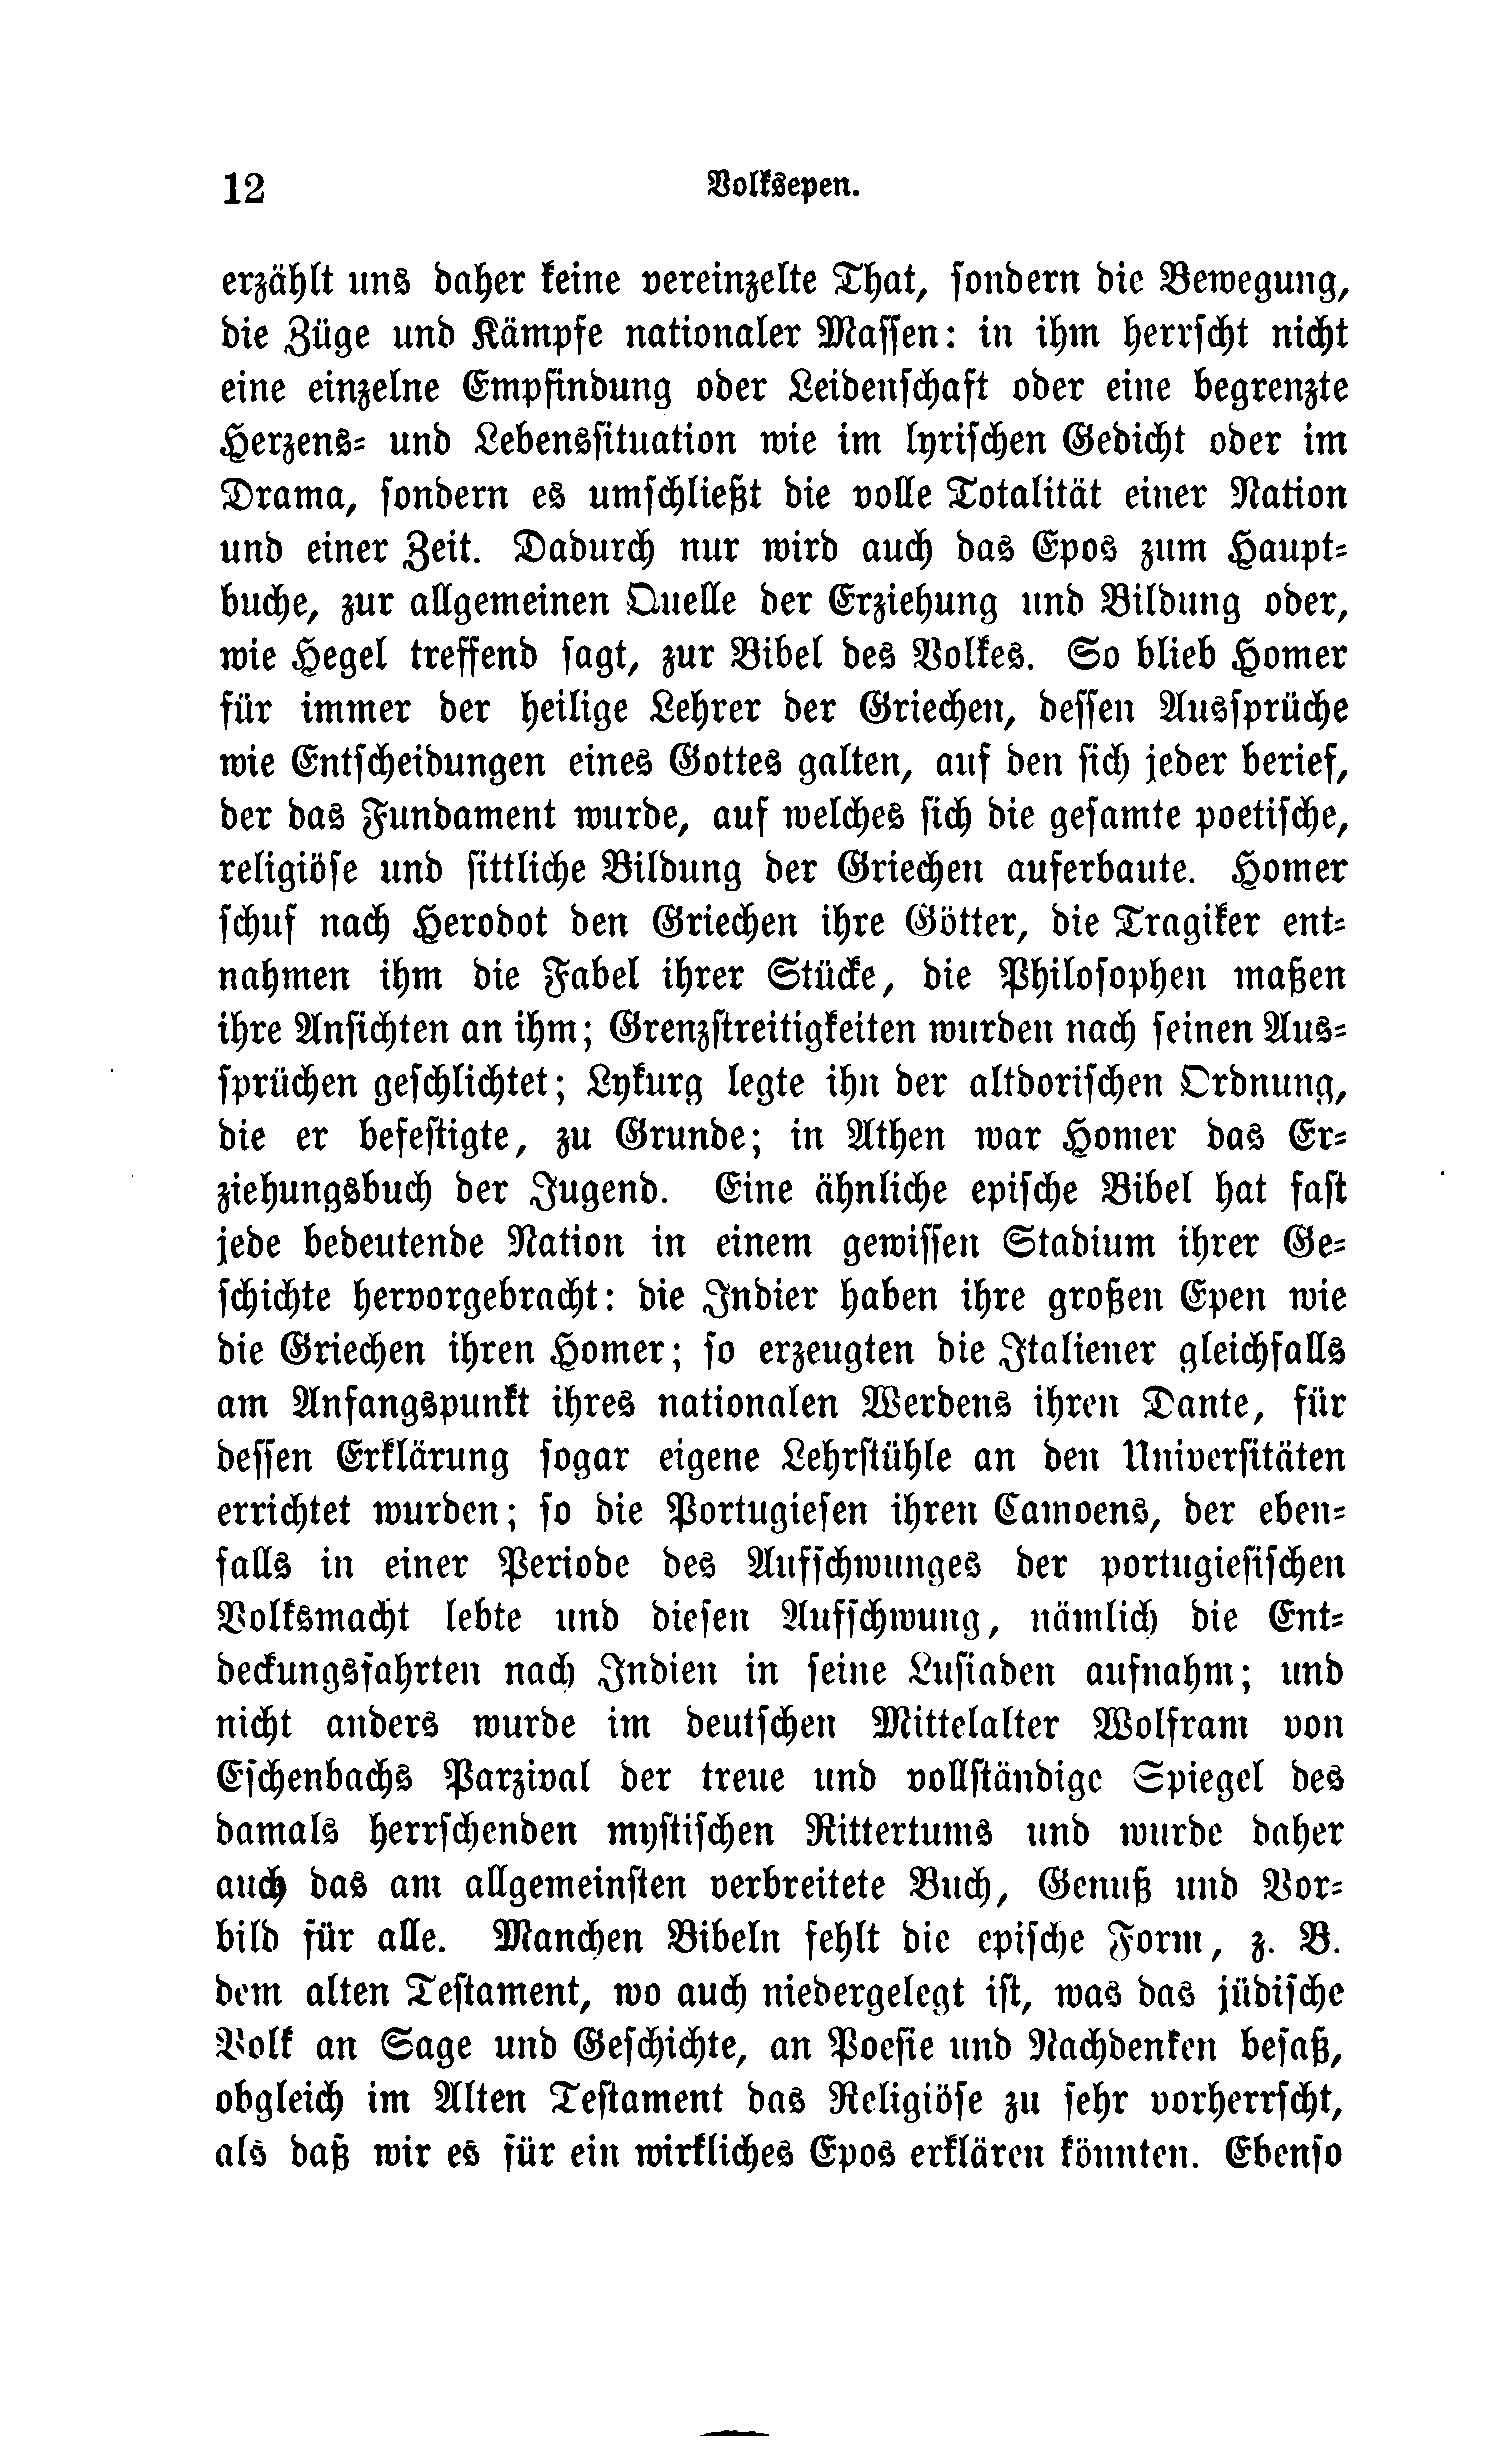 12 Volksepen.
erzählt uns daher keine vereinzelte That, sondern die Bewegung,
die Züge und Kämpfe nationaler Massen: in ihm herrscht nicht
eine einzelne Empfindung oder Leidenschaft oder eine begrenzte
Herzens- und Lebenssituation wie im lyrischen Gedicht oder im
Drama, sondern es umschließt die volle Totalität einer Nation
und einer Zeit. Dadurch nur wird auch das Epos zum Haupt-
buche, zur allgemeinen Quelle der Erziehung und Bildung oder,
wie Hegel treffend sagt, zur Bibel des Volkes. So blieb Homer
für immer der heilige Lehrer der Griechen, dessen Aussprüche
wie Entscheidungen eines Gottes galten, auf den sich jeder berief,
der das Fundament wurde, auf welches sich die gesamte poetische,
religiöse und sittliche Bildung der Griechen auferbaute. Homer
schuf nach Herodot den Griechen ihre Götter, die Tragiker ent-
nahmen ihm die Fabel ihrer Stücke, die Philosophen maßen
ihre Ansichten an ihm; Grenzstreitigkeiten wurden nach seinen Aus-
sprüchen geschlichtet; Lykurg legte ihn der altdorischen Ordnung,
die er befestigte, zu Grunde; in Athen war Homer das Er-
ziehungsbuch der Jugend. Eine ähnliche epische Bibel hat fast
jede bedeutende Nation in einem gewissen Stadium ihrer Ge-
schichte hervorgebracht: die Indier haben ihre großen Epen wie
die Griechen ihren Homer; so erzeugten die Italiener gleichfalls
am Anfangspunkt ihres nationalen Werdens ihren Dante, für
dessen Erklärung sogar eigene Lehrstühle an den Universitäten
errichtet wurden; so die Portugiesen ihren Camoens, der eben-
falls in einer Periode des Aufschwunges der portugiesischen
Volksmacht lebte und diesen Aufschwung, nämlich die Ent-
deckungsfahrten nach Indien in seine Lusiaden aufnahm; und
nicht anders wurde im deutschen Mittelalter Wolfram von
Eschenbachs Parzival der treue und vollständige Spiegel des
damals herrschenden mystischen Rittertums und wurde daher
auch das am allgemeinsten verbreitete Buch, Genuß und Vor-
bild für alle. Manchen Bibeln fehlt die epische Form, z. B.
dem alten Testament, wo auch niedergelegt ist, was das jüdische
Volk an Sage und Geschichte, an Poesie und Nachdenken besaß,
obgleich im Alten Testament das Religiöse zu sehr vorherrscht,
als daß wir es für ein wirkliches Epos erklären könnten. Ebenso